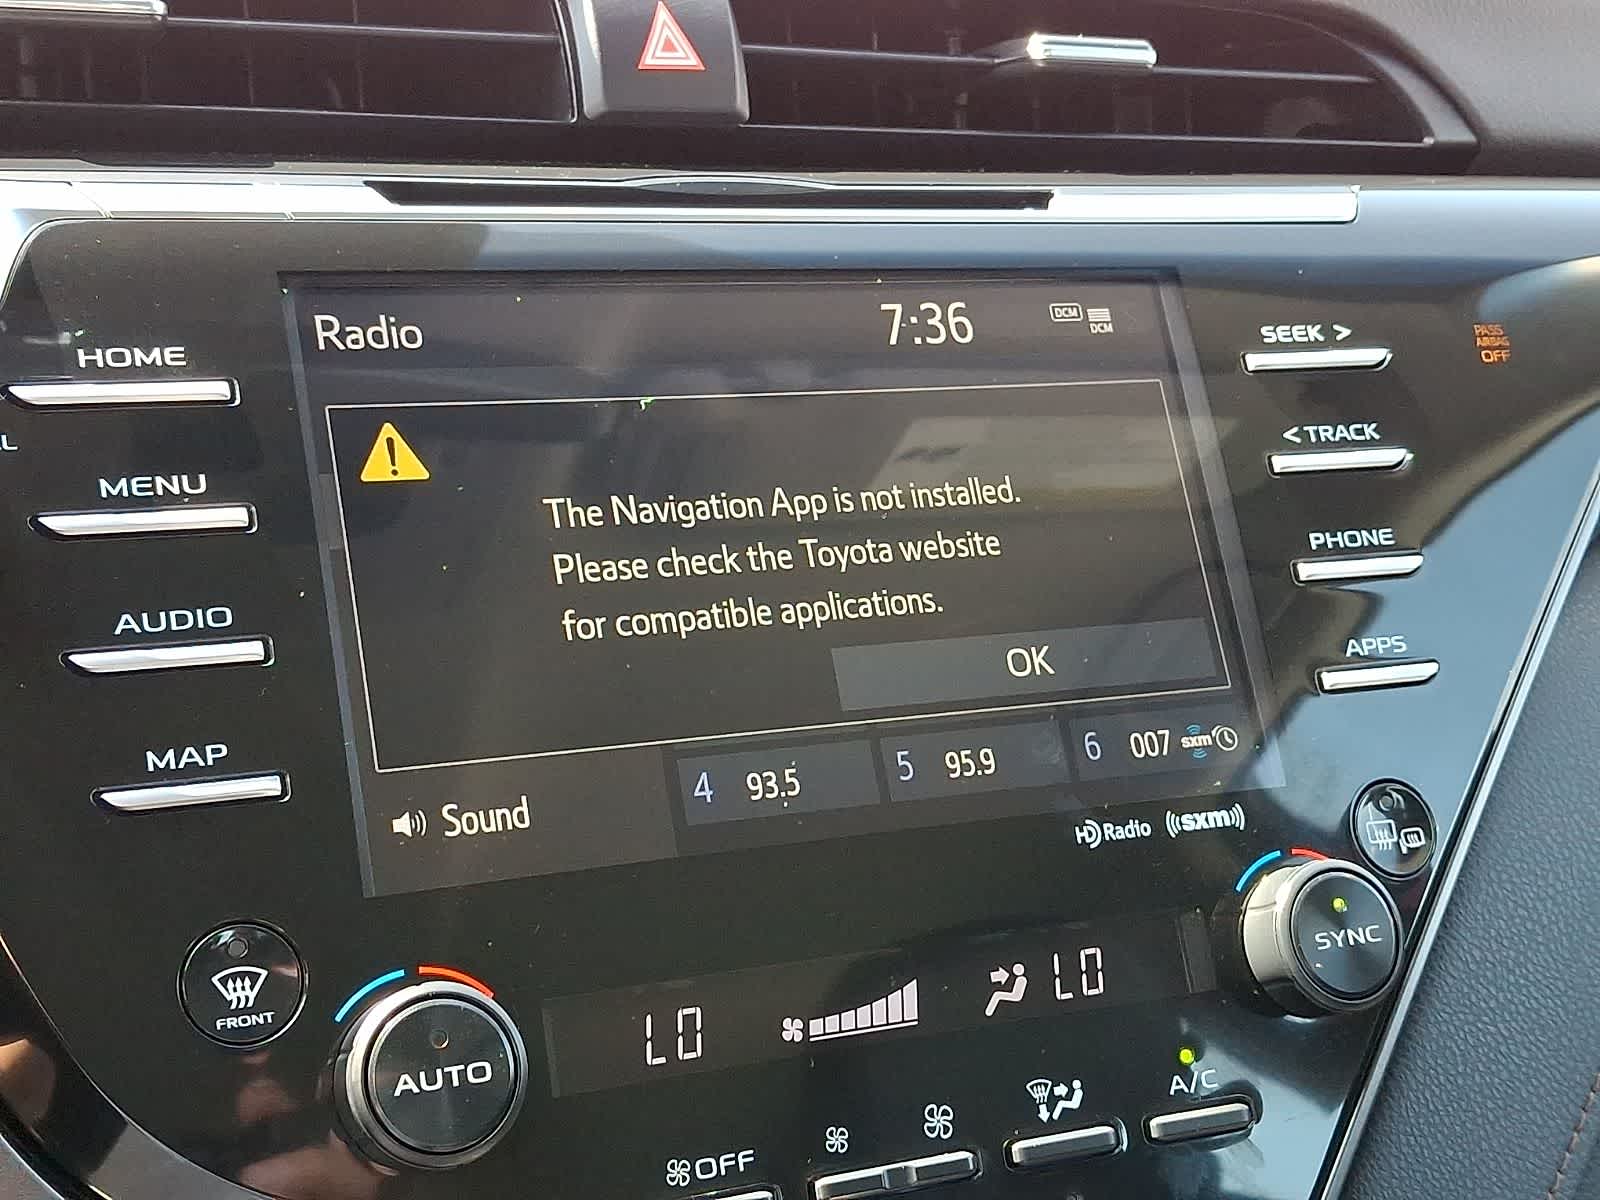 Radio
7:36
DCM
DCM
SEEK >
PASS
AIRBAG
OFF
HOME
< TRACK
MENU
The Navigation App is not installed.
Please check the Toyota website
for compatible applications.
PHONE
AUDIO
OK
APPS
MAP
4 93.5
5 95.9
6 007 sxm
Sound
HD Radio
((sxm))
FRONT
AUTO
LO
LO
SYNC
A/C
OFF